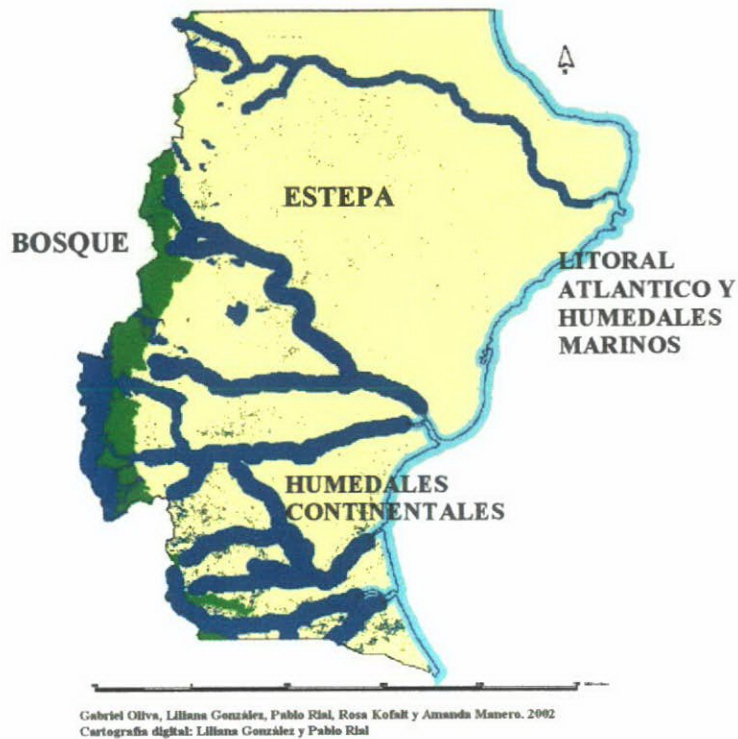 ESTEPA
BOSQUE
LITORAL
ATLANTICO Y
HUMEDALES
MARINOS
HUMEDALES
CONTINENTALES
Gabriel Oliva, Liliana González, Pablo Rial, Rosa Kofalt y Amanda Manero. 2002
Cartografía digital: Liliana González y Pablo Rial